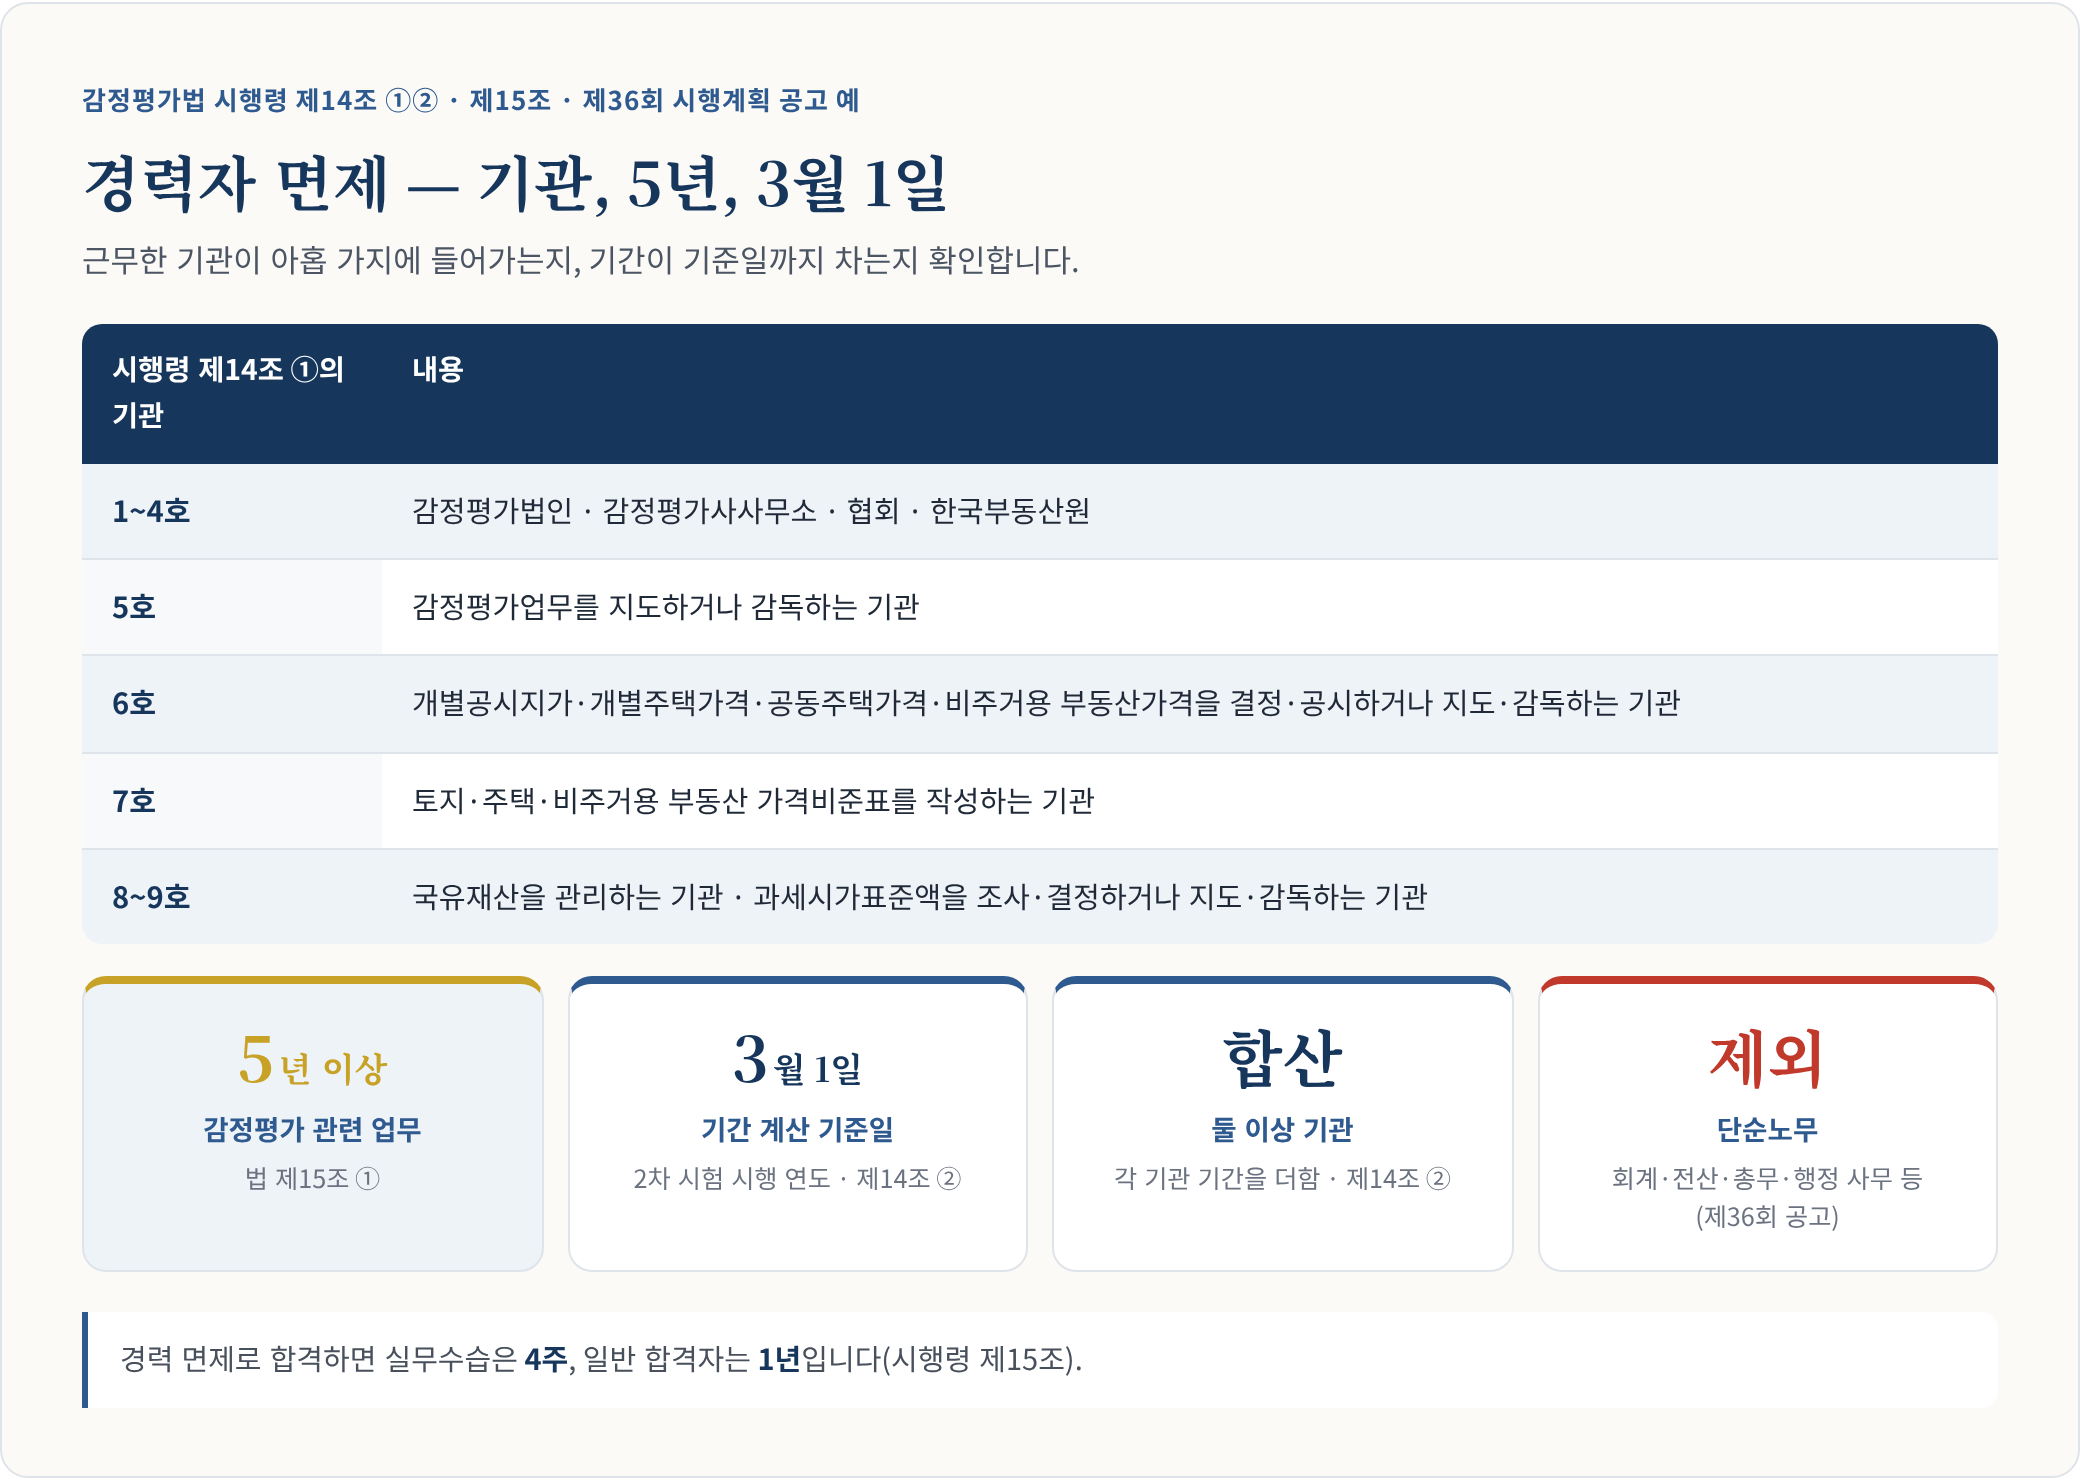 감정평가법 시행령 제14조 ①② · 제15조 · 제36회 시행계획 공고 예
경력자 면제 — 기관, 5년, 3월 1일
근무한 기관이 아홉 가지에 들어가는지, 기간이 기준일까지 차는지 확인합니다.
시행령 제14조 ①의 기관
내용
1~4호
감정평가법인 · 감정평가사사무소 · 협회 · 한국부동산원
5호
감정평가업무를 지도하거나 감독하는 기관
6호
개별공시지가·개별주택가격·공동주택가격·비주거용 부동산가격을 결정·공시하거나 지도·감독하는 기관
7호
토지·주택·비주거용 부동산 가격비준표를 작성하는 기관
8~9호
국유재산을 관리하는 기관 · 과세시가표준액을 조사·결정하거나 지도·감독하는 기관
5년 이상
감정평가 관련 업무
법 제15조 ①
3월 1일
기간 계산 기준일
2차 시험 시행 연도 · 제14조 ②
합산
둘 이상 기관
각 기관 기간을 더함 · 제14조 ②
제외
단순노무
회계·전산·총무·행정 사무 등
(제36회 공고)
경력 면제로 합격하면 실무수습은 4주, 일반 합격자는 1년입니다(시행령 제15조).